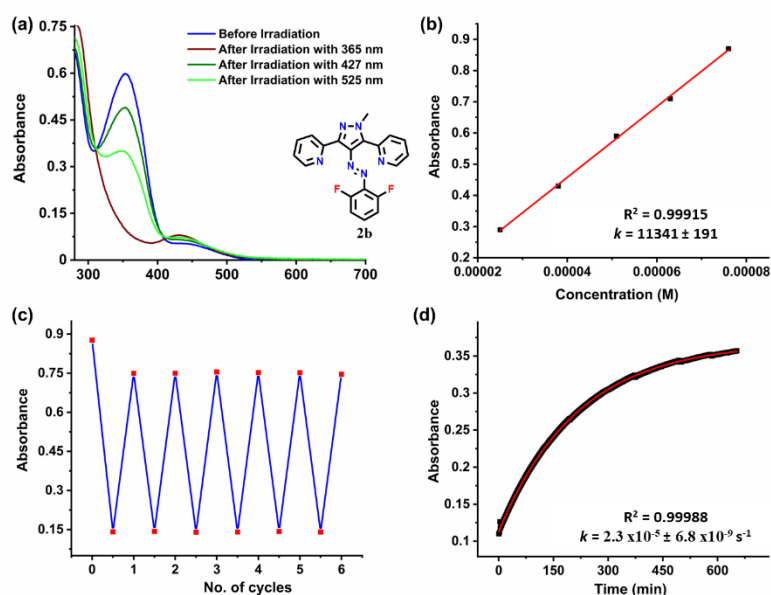 (a)
Before Irradiation
After Irradiation with 365 nm
After Irradiation with 427 nm
After Irradiation with 525 nm
0.75
0.60
0.45
0.30
0.15
0
Absorbance
300
400
500
600
700
N
N
N
N
N
N
F
F
2b
(b)
0.9
0.8
0.7
0.6
0.5
0.4
0.3
0.2
Absorbance
R² = 0.99915
k = 11341 ± 191
0.00002
0.00004
0.00006
0.00008
Concentration (M)
(c)
0.9
0.75
0.60
0.45
0.30
0.15
Absorbance
0
1
2
3
4
5
6
No. of cycles
(d)
0.35
0.3
0.25
0.2
0.15
0.1
Absorbance
R² = 0.99988
k = 2.3 x10⁻⁵ ± 6.8 x10⁻⁹ s⁻¹
0
150
300
450
600
Time (min)